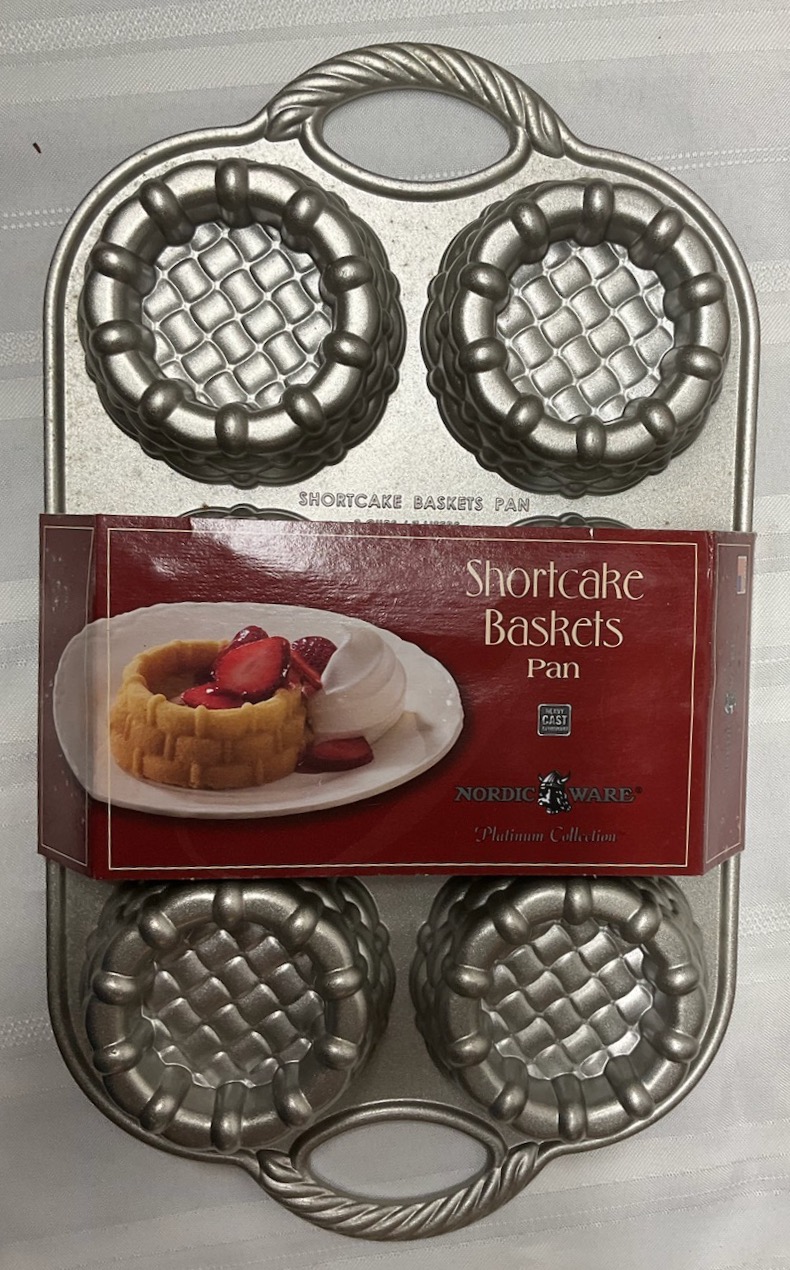 SHORTCAKE BASKETS PAN
Shortcake
Baskets
Pan
HEAVY
CAST
NORDIC WARE®
Platinum Collection